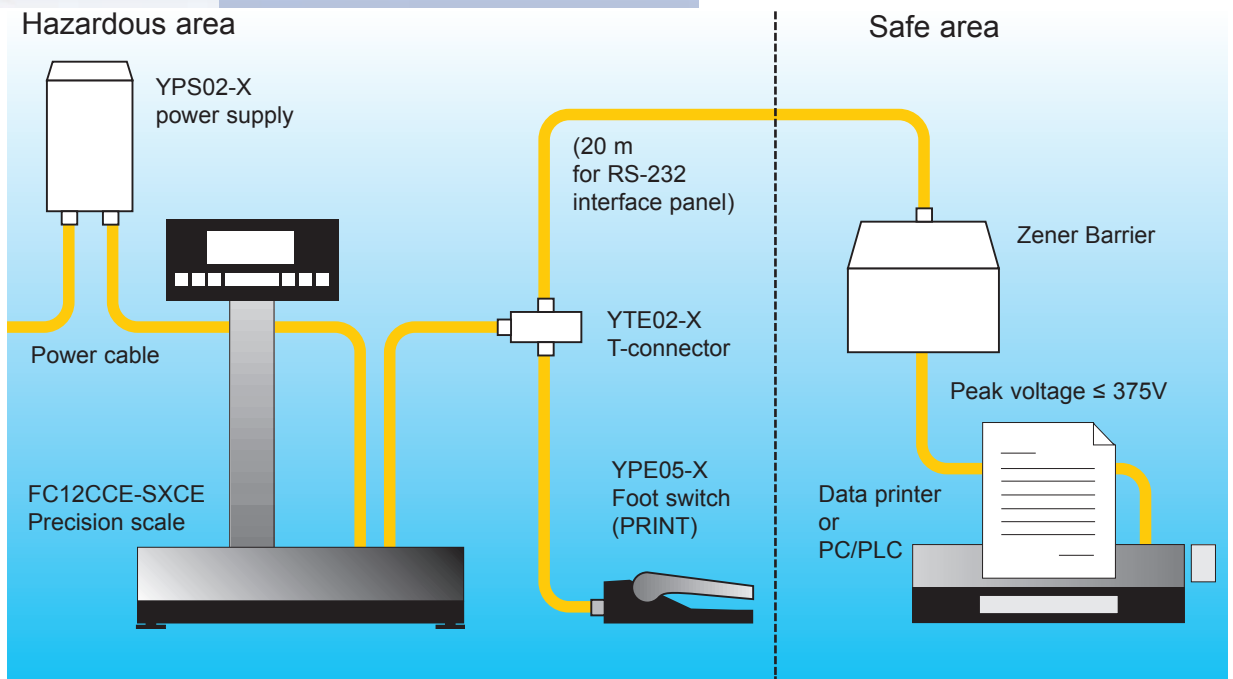 Hazardous area
Safe area
YPS02-X
power supply
(20 m
for RS-232
interface panel)
Zener Barrier
YTE02-X
T-connector
Power cable
Peak voltage ≤ 375V
YPE05-X
Foot switch
(PRINT)
FC12CCE-SXCE
Precision scale
Data printer
or
PC/PLC